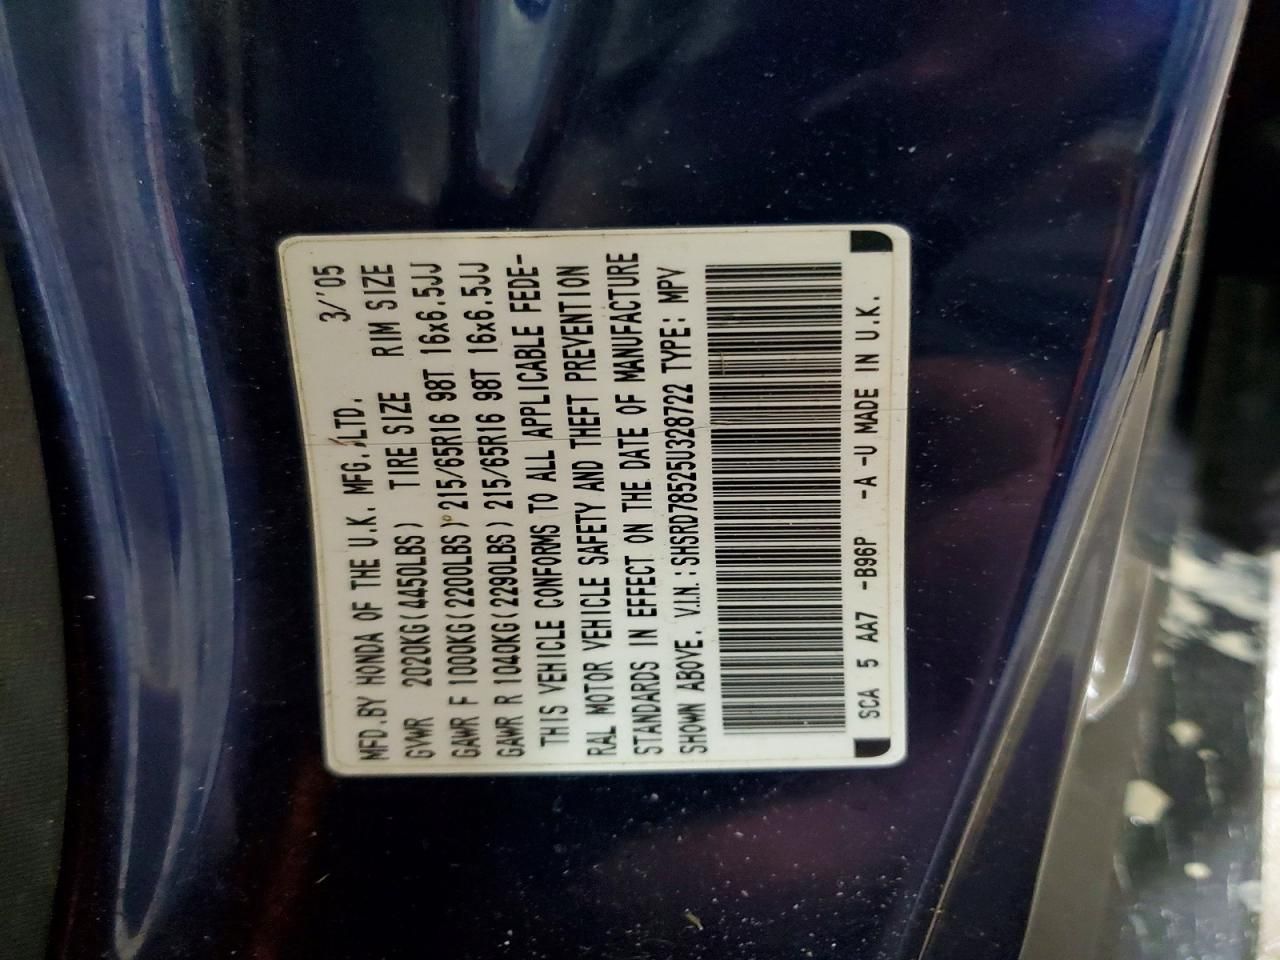 MFD.BY HONDA OF THE U.K. MFG.,LTD. 3/'05
GVWR 2020KG(4450LBS) TIRE SIZE RIM SIZE
GAWR F 1000KG(2200LBS) 215/65R16 98T 16x6.5JJ
GAWR R 1040KG(2290LBS) 215/65R16 98T 16x6.5JJ
THIS VEHICLE CONFORMS TO ALL APPLICABLE FEDE-
RAL MOTOR VEHICLE SAFETY AND THEFT PREVENTION
STANDARDS IN EFFECT ON THE DATE OF MANUFACTURE
SHOWN ABOVE. V.I.N.:SHSRD78525U328722 TYPE: MPV
SCA 5 AA7 -B96P -A -U MADE IN U.K.